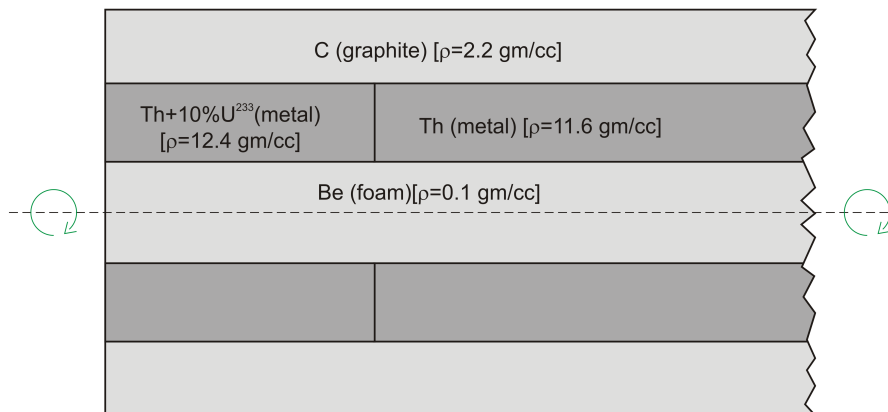 C (graphite) [ρ=2.2 gm/cc]
Th+10%U²³³(metal)
[ρ=12.4 gm/cc]
Th (metal) [ρ=11.6 gm/cc]
Be (foam)[ρ=0.1 gm/cc]